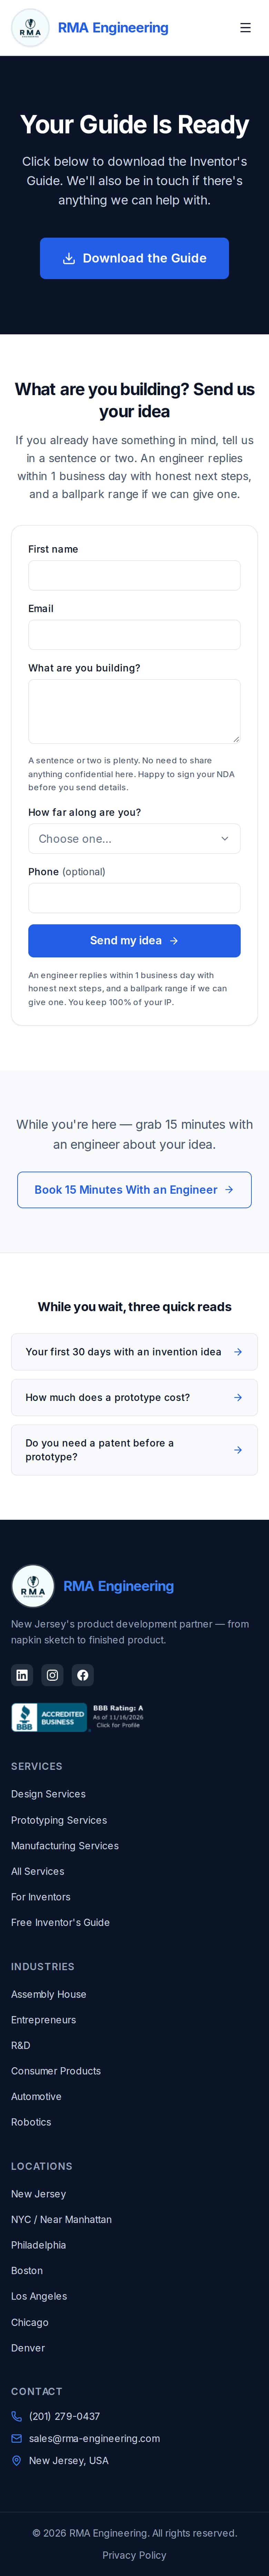 RMA
RMA Engineering
Your Guide Is Ready
Click below to download the Inventor's
Guide. We'll also be in touch if there's
anything we can help with.
Download the Guide
What are you building? Send us
your idea
If you already have something in mind, tell us
in a sentence or two. An engineer replies
within 1 business day with honest next steps,
and a ballpark range if we can give one.
First name
Email
What are you building?
A sentence or two is plenty. No need to share
anything confidential here. Happy to sign your NDA
before you send details.
How far along are you?
Choose one...
Phone (optional)
Send my idea
An engineer replies within 1 business day with
honest next steps, and a ballpark range if we can
give one. You keep 100% of your IP.
While you're here — grab 15 minutes with
an engineer about your idea.
Book 15 Minutes With an Engineer
While you wait, three quick reads
Your first 30 days with an invention idea
How much does a prototype cost?
Do you need a patent before a
prototype?
RMA
RMA Engineering
New Jersey's product development partner — from
napkin sketch to finished product.
BBB ACCREDITED BUSINESS
BBB Rating: A
As of 11/16/2026
Click for Profile
SERVICES
Design Services
Prototyping Services
Manufacturing Services
All Services
For Inventors
Free Inventor's Guide
INDUSTRIES
Assembly House
Entrepreneurs
R&D
Consumer Products
Automotive
Robotics
LOCATIONS
New Jersey
NYC / Near Manhattan
Philadelphia
Boston
Los Angeles
Chicago
Denver
CONTACT
(201) 279-0437
sales@rma-engineering.com
New Jersey, USA
© 2026 RMA Engineering. All rights reserved.
Privacy Policy